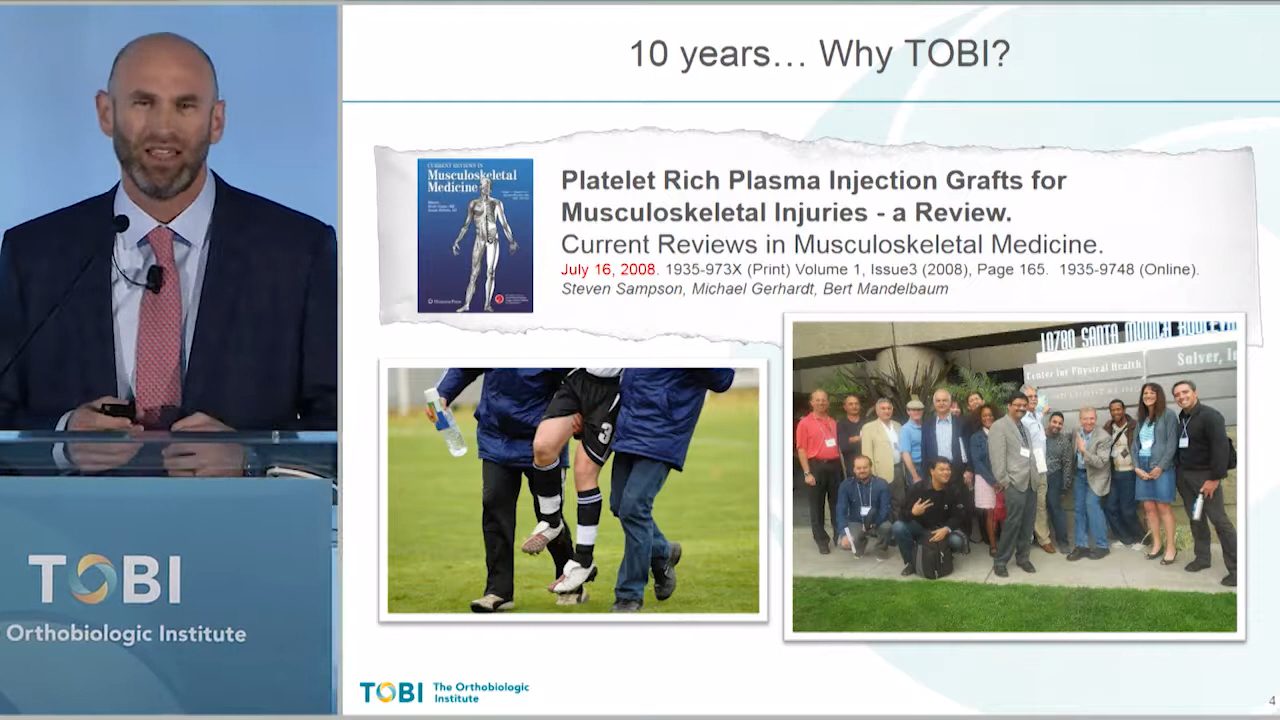 10 years... Why TOBI?
CURRENT REVIEWS IN
Musculoskeletal
Medicine
Platelet Rich Plasma Injection Grafts for
Musculoskeletal Injuries - a Review.
Current Reviews in Musculoskeletal Medicine.
July 16, 2008. 1935-973X (Print) Volume 1, Issue3 (2008), Page 165. 1935-9748 (Online).
Steven Sampson, Michael Gerhardt, Bert Mandelbaum
3
10780 SANTA MONICA
Center for Physical Health
TOBI
Orthobiologic Institute
TOBI The Orthobiologic
Institute
4